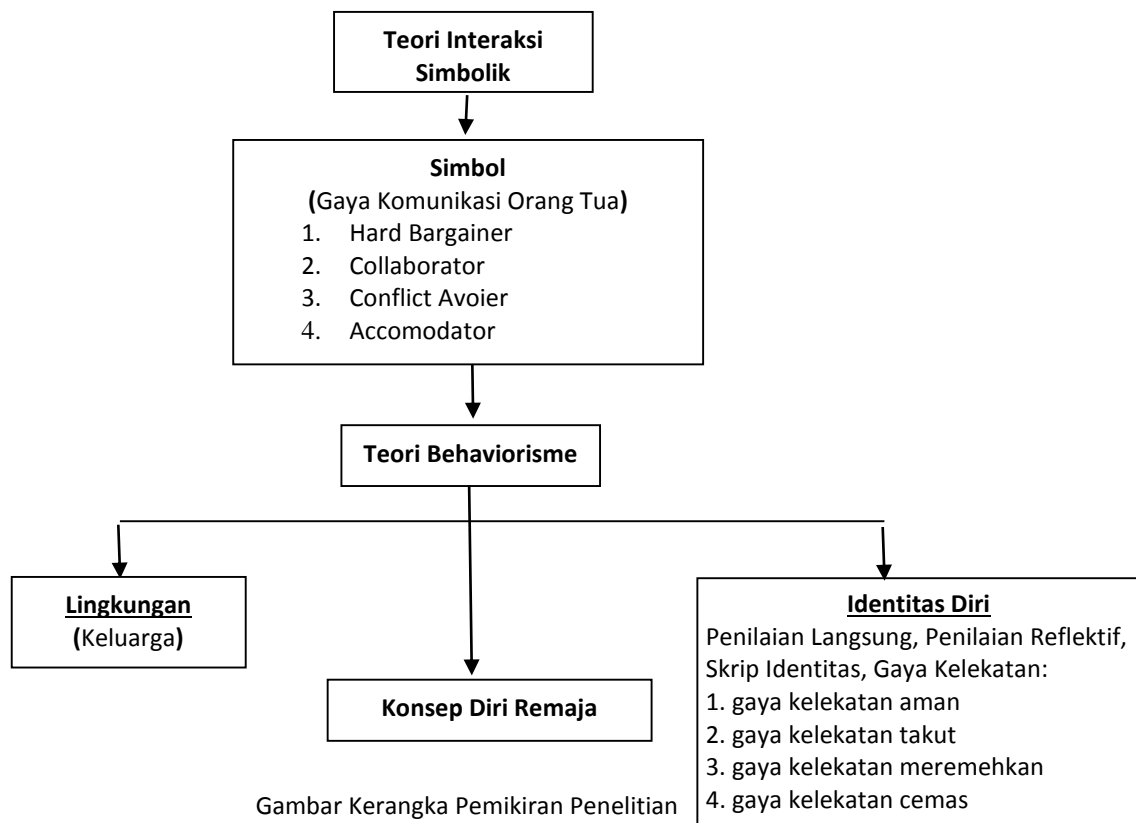 Teori Interaksi
Simbolik
Simbol
(Gaya Komunikasi Orang Tua)
1. Hard Bargainer
2. Collaborator
3. Conflict Avoier
4. Accomodator
Teori Behaviorisme
Lingkungan
(Keluarga)
Konsep Diri Remaja
Identitas Diri
Penilaian Langsung, Penilaian Reflektif,
Skrip Identitas, Gaya Kelekatan:
1. gaya kelekatan aman
2. gaya kelekatan takut
3. gaya kelekatan meremehkan
4. gaya kelekatan cemas
Gambar Kerangka Pemikiran Penelitian